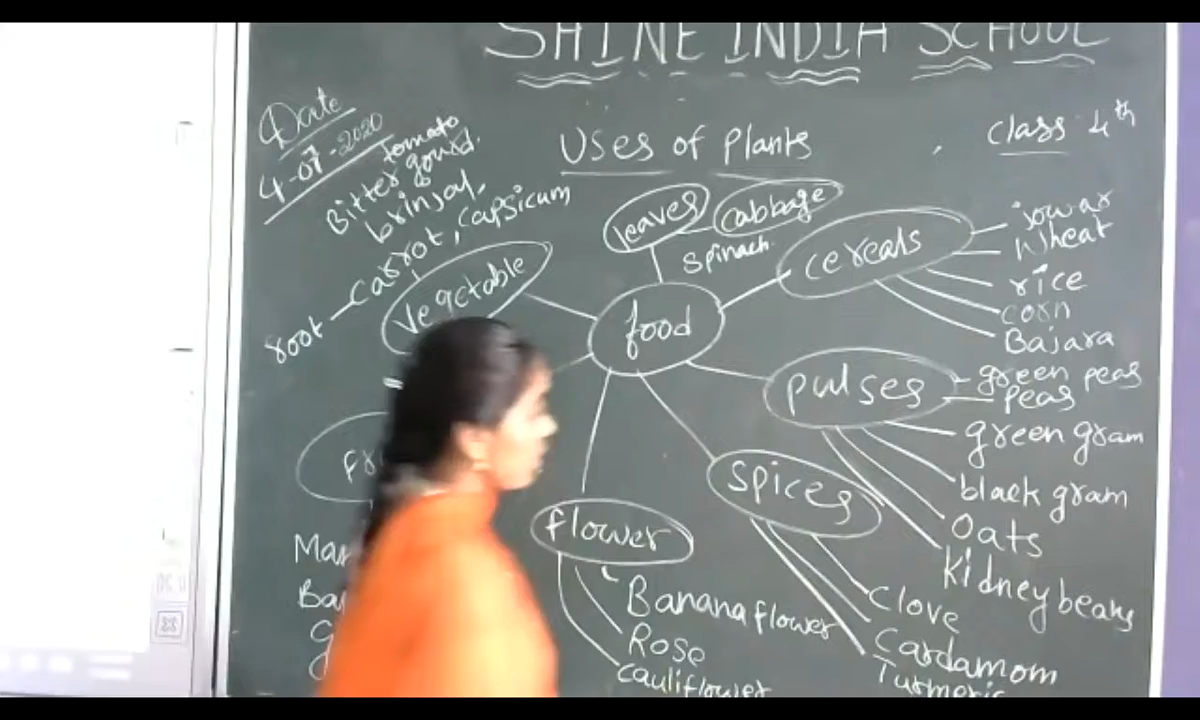 SHINE INDIA SCHOOL
Date
4-07-2020
Uses of Plants
Class 4th
tomato
Bitter gourd.
brinjal,
root - carrot, capsicum
Vegetable
leaves
cabbage
spinach
food
cereals
jowar
wheat
rice
corn
Bajara
pulses
green peas
peas
green gram
black gram
Oats
kidney beans
spices
clove
cardamom
Turmeric
flower
Banana flower
Rose
cauliflower